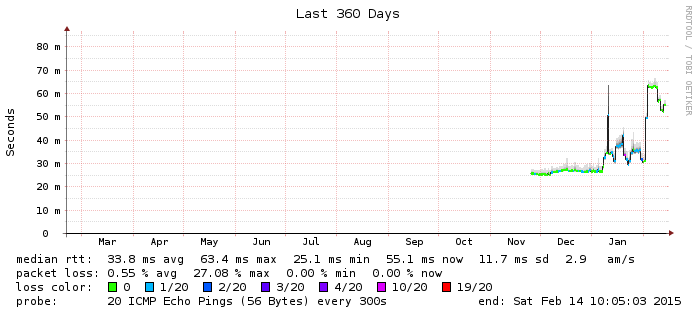 Last 360 Days
RRDTOOL / TOBI OETIKER
Seconds
80 m
70 m
60 m
50 m
40 m
30 m
20 m
10 m
0
Mar Apr May Jun Jul Aug Sep Oct Nov Dec Jan
median rtt: 33.8 ms avg 63.4 ms max 25.1 ms min 55.1 ms now 11.7 ms sd 2.9 am/s
packet loss: 0.55 % avg 27.08 % max 0.00 % min 0.00 % now
loss color: 0 1/20 2/20 3/20 4/20 10/20 19/20
probe: 20 ICMP Echo Pings (56 Bytes) every 300s end: Sat Feb 14 10:05:03 2015